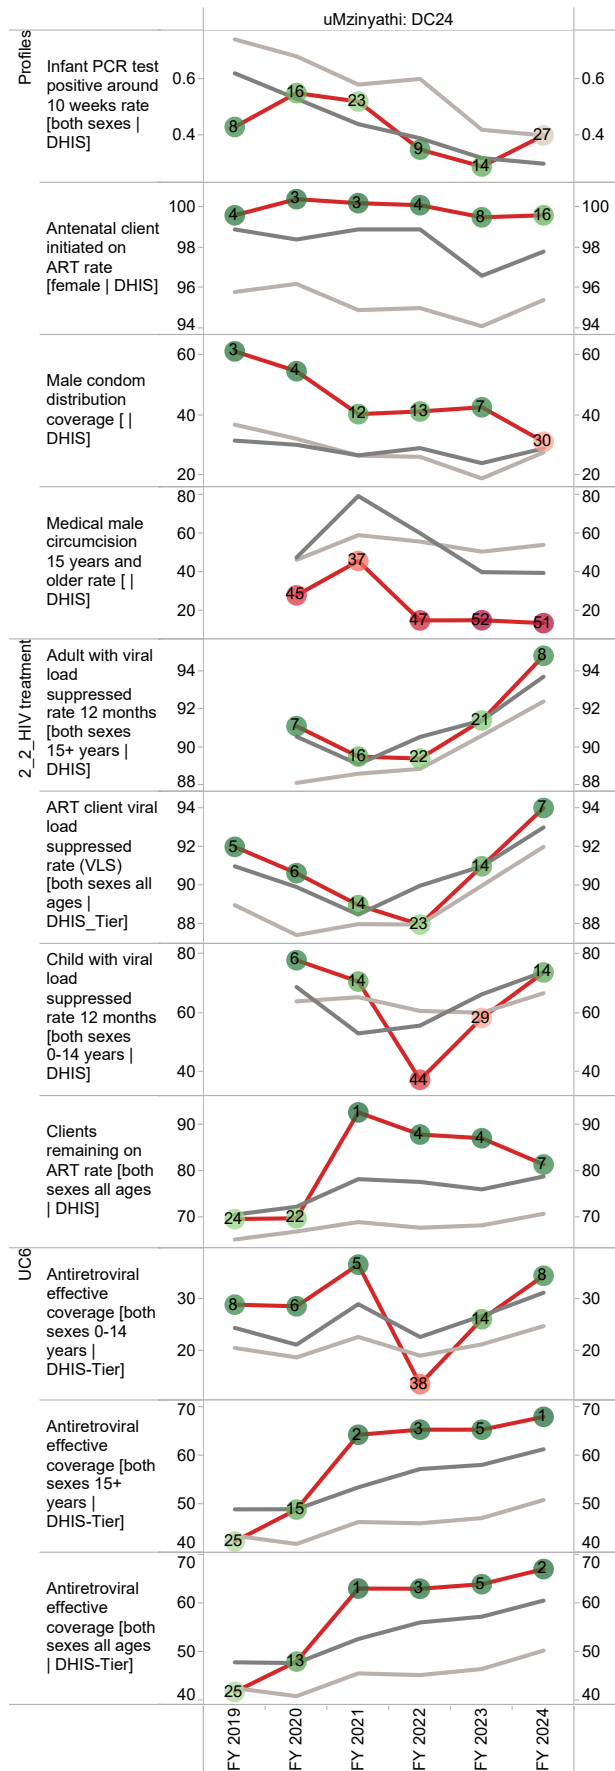 uMzinyathi: DC24
Profiles
Infant PCR test
positive around
10 weeks rate
[both sexes |
DHIS]
0.6
0.4
8
16
23
9
14
27
0.6
0.4
Antenatal client
initiated on
ART rate
[female | DHIS]
100
98
96
94
4
3
3
4
8
16
100
98
96
94
Male condom
distribution
coverage [ |
DHIS]
60
40
20
3
4
12
13
7
30
60
40
20
Medical male
circumcision
15 years and
older rate [ |
DHIS]
80
60
40
20
45
37
47
52
51
80
60
40
20
2_2_HIV treatment
Adult with viral
load
suppressed
rate 12 months
[both sexes
15+ years |
DHIS]
94
92
90
88
7
16
22
21
8
94
92
90
88
ART client viral
load
suppressed
rate (VLS)
[both sexes all
ages |
DHIS_Tier]
94
92
90
88
5
6
14
23
14
7
94
92
90
88
Child with viral
load
suppressed
rate 12 months
[both sexes
0-14 years |
DHIS]
80
60
40
6
14
44
29
14
80
60
40
Clients
remaining on
ART rate [both
sexes all ages
| DHIS]
90
80
70
24
22
1
4
4
7
90
80
70
UC6
Antiretroviral
effective
coverage [both
sexes 0-14
years |
DHIS-Tier]
30
20
8
6
5
38
14
8
30
20
Antiretroviral
effective
coverage [both
sexes 15+
years |
DHIS-Tier]
70
60
50
40
25
15
2
3
5
1
70
60
50
40
Antiretroviral
effective
coverage [both
sexes all ages
| DHIS-Tier]
70
60
50
40
25
13
1
3
5
2
70
60
50
40
FY 2019
FY 2020
FY 2021
FY 2022
FY 2023
FY 2024